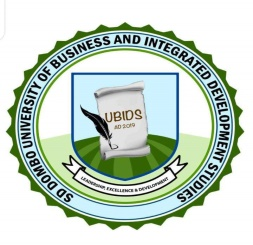 SD DOMBO UNIVERSITY OF BUSINESS AND INTEGRATED DEVELOPMENT STUDIES
UBIDS
AD 2019
LEADERSHIP, EXCELLENCE & DEVELOPMENT